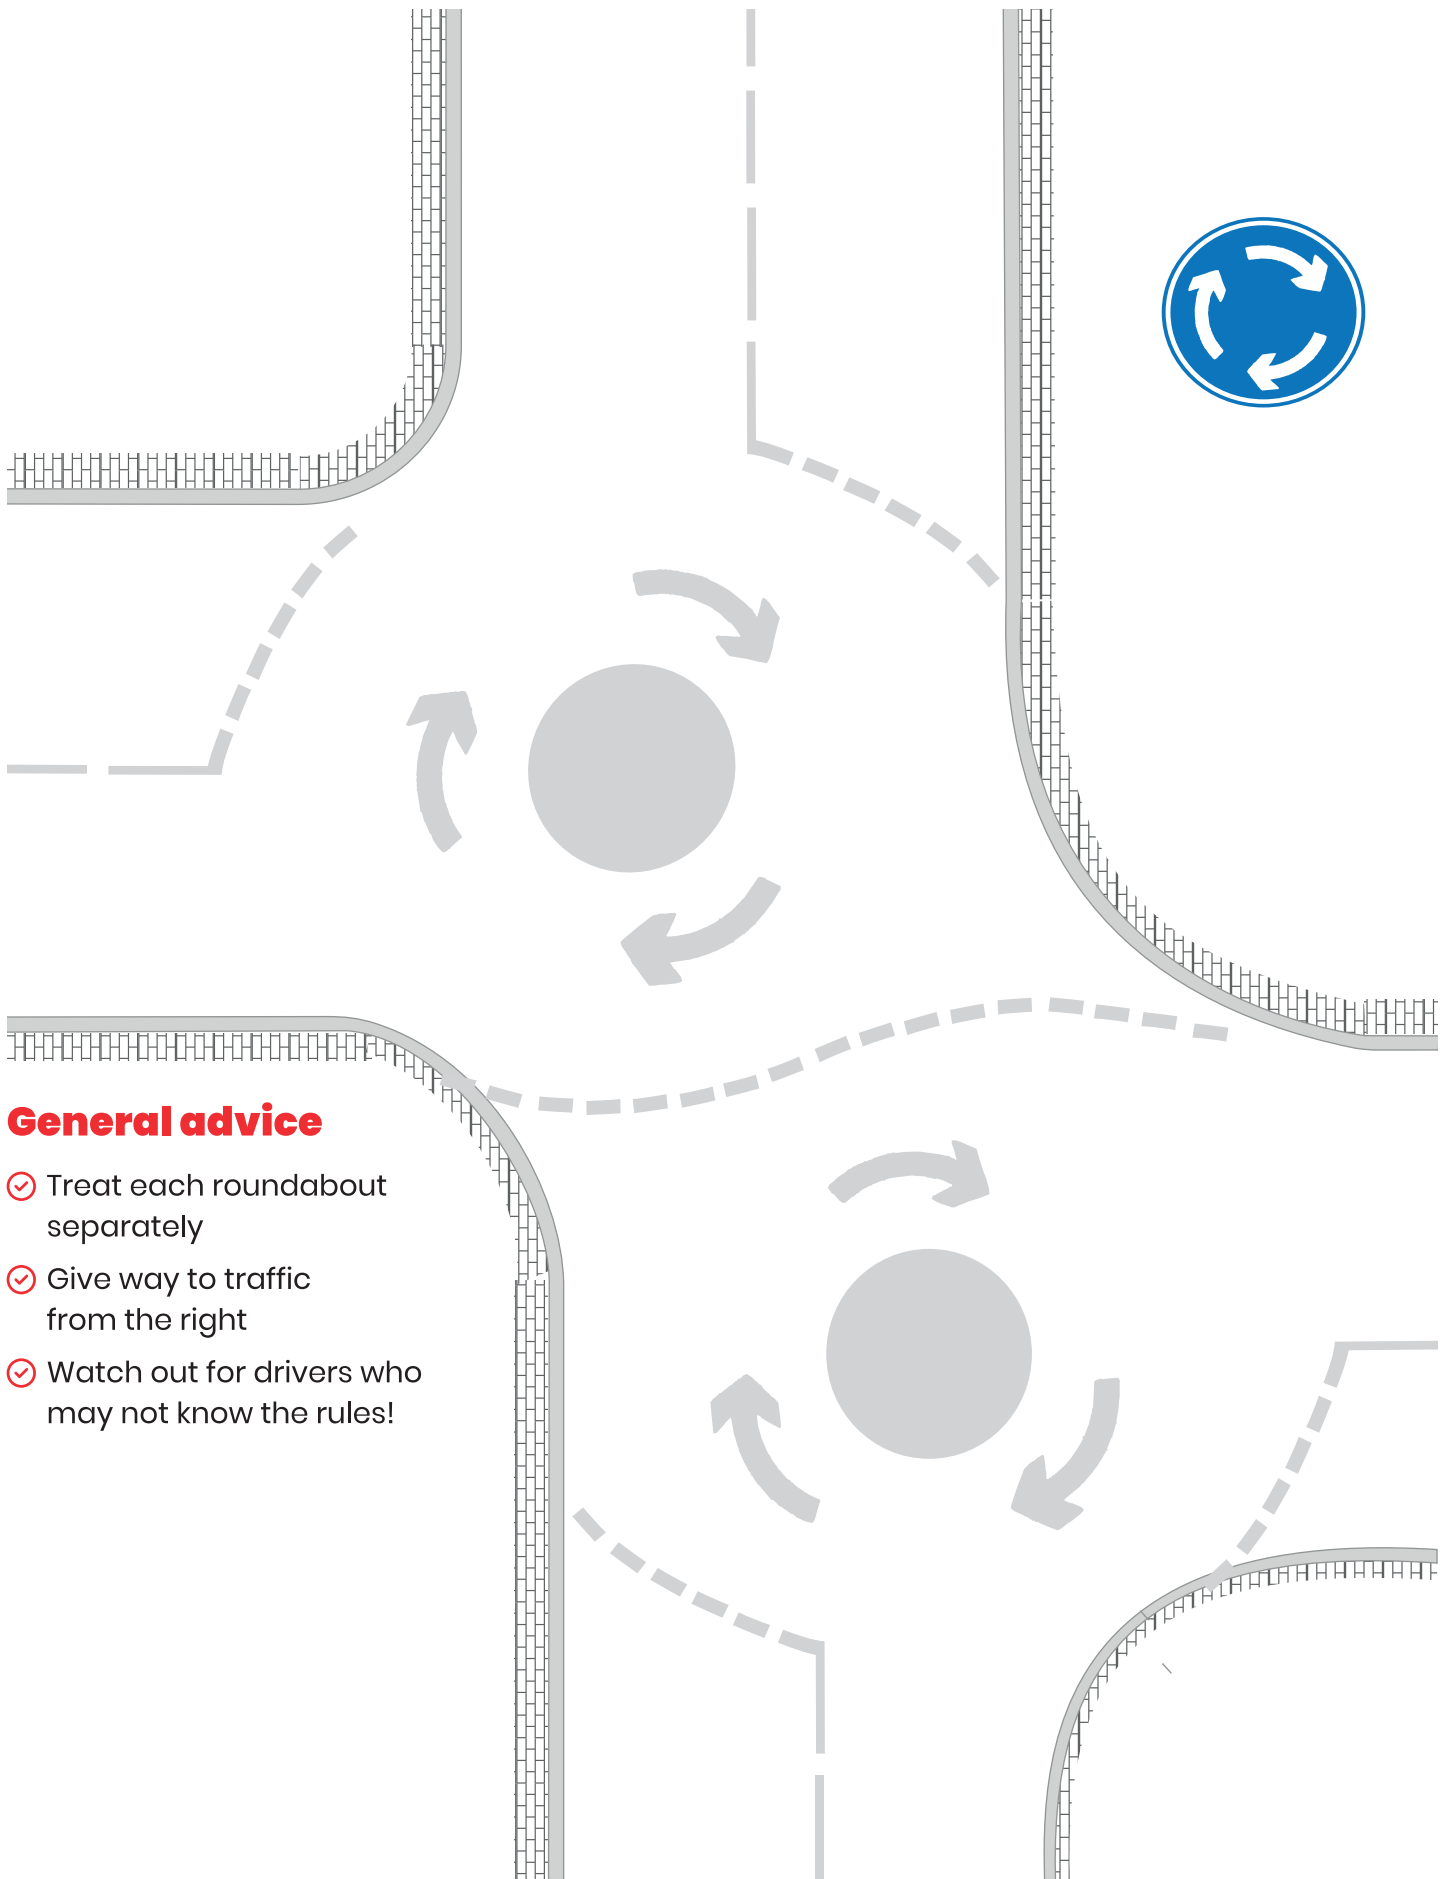 General advice
Treat each roundabout
separately
Give way to traffic
from the right
Watch out for drivers who
may not know the rules!